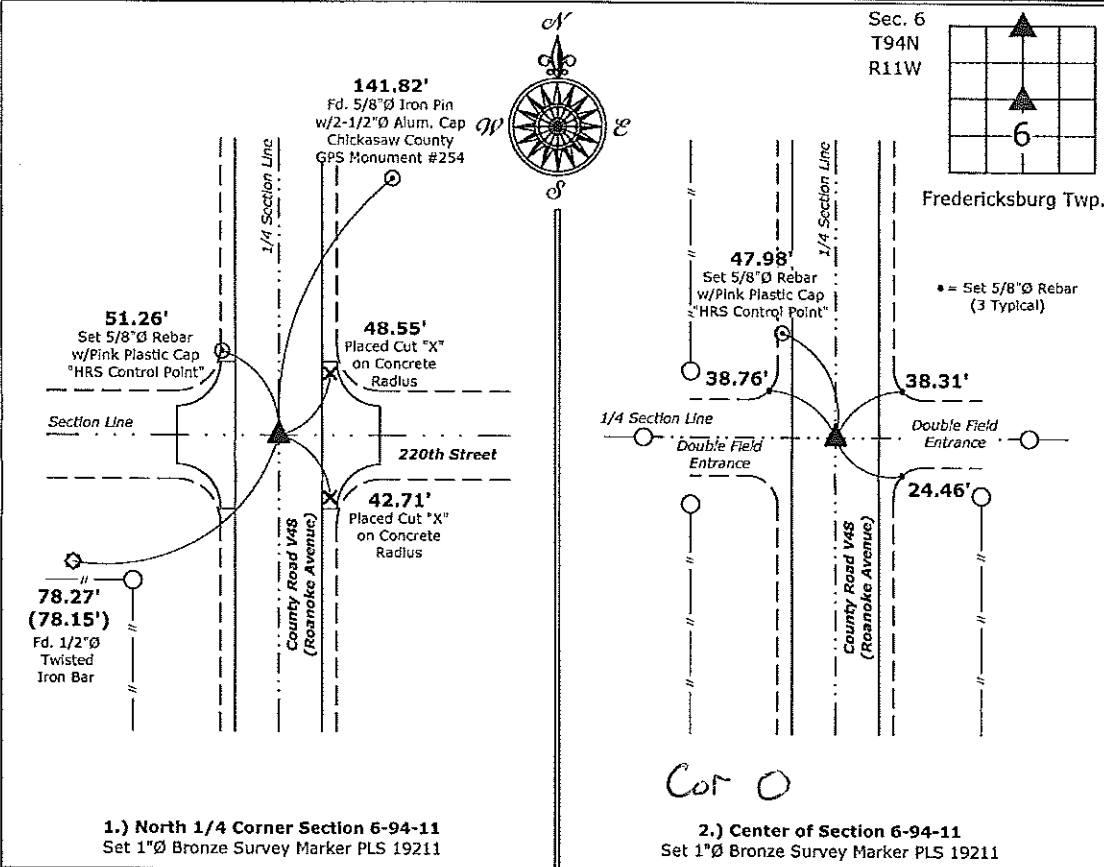 N
W
E
S
Sec. 6
T94N
R11W
6
Fredericksburg Twp.
141.82'
Fd. 5/8"Ø Iron Pin
w/2-1/2"Ø Alum. Cap
Chickasaw County
GPS Monument #254
1/4 Section Line
51.26'
Set 5/8"Ø Rebar
w/Pink Plastic Cap
"HRS Control Point"
48.55'
Placed Cut "X"
on Concrete
Radius
Section Line
220th Street
42.71'
Placed Cut "X"
on Concrete
Radius
County Road V48
(Roanoke Avenue)
78.27'
(78.15')
Fd. 1/2"Ø
Twisted
Iron Bar
1.) North 1/4 Corner Section 6-94-11
Set 1"Ø Bronze Survey Marker PLS 19211
1/4 Section Line
47.98'
Set 5/8"Ø Rebar
w/Pink Plastic Cap
"HRS Control Point"
= Set 5/8"Ø Rebar
(3 Typical)
38.76'
38.31'
1/4 Section Line
Double Field
Entrance
Double Field
Entrance
24.46'
County Road V48
(Roanoke Avenue)
Cor O
2.) Center of Section 6-94-11
Set 1"Ø Bronze Survey Marker PLS 19211